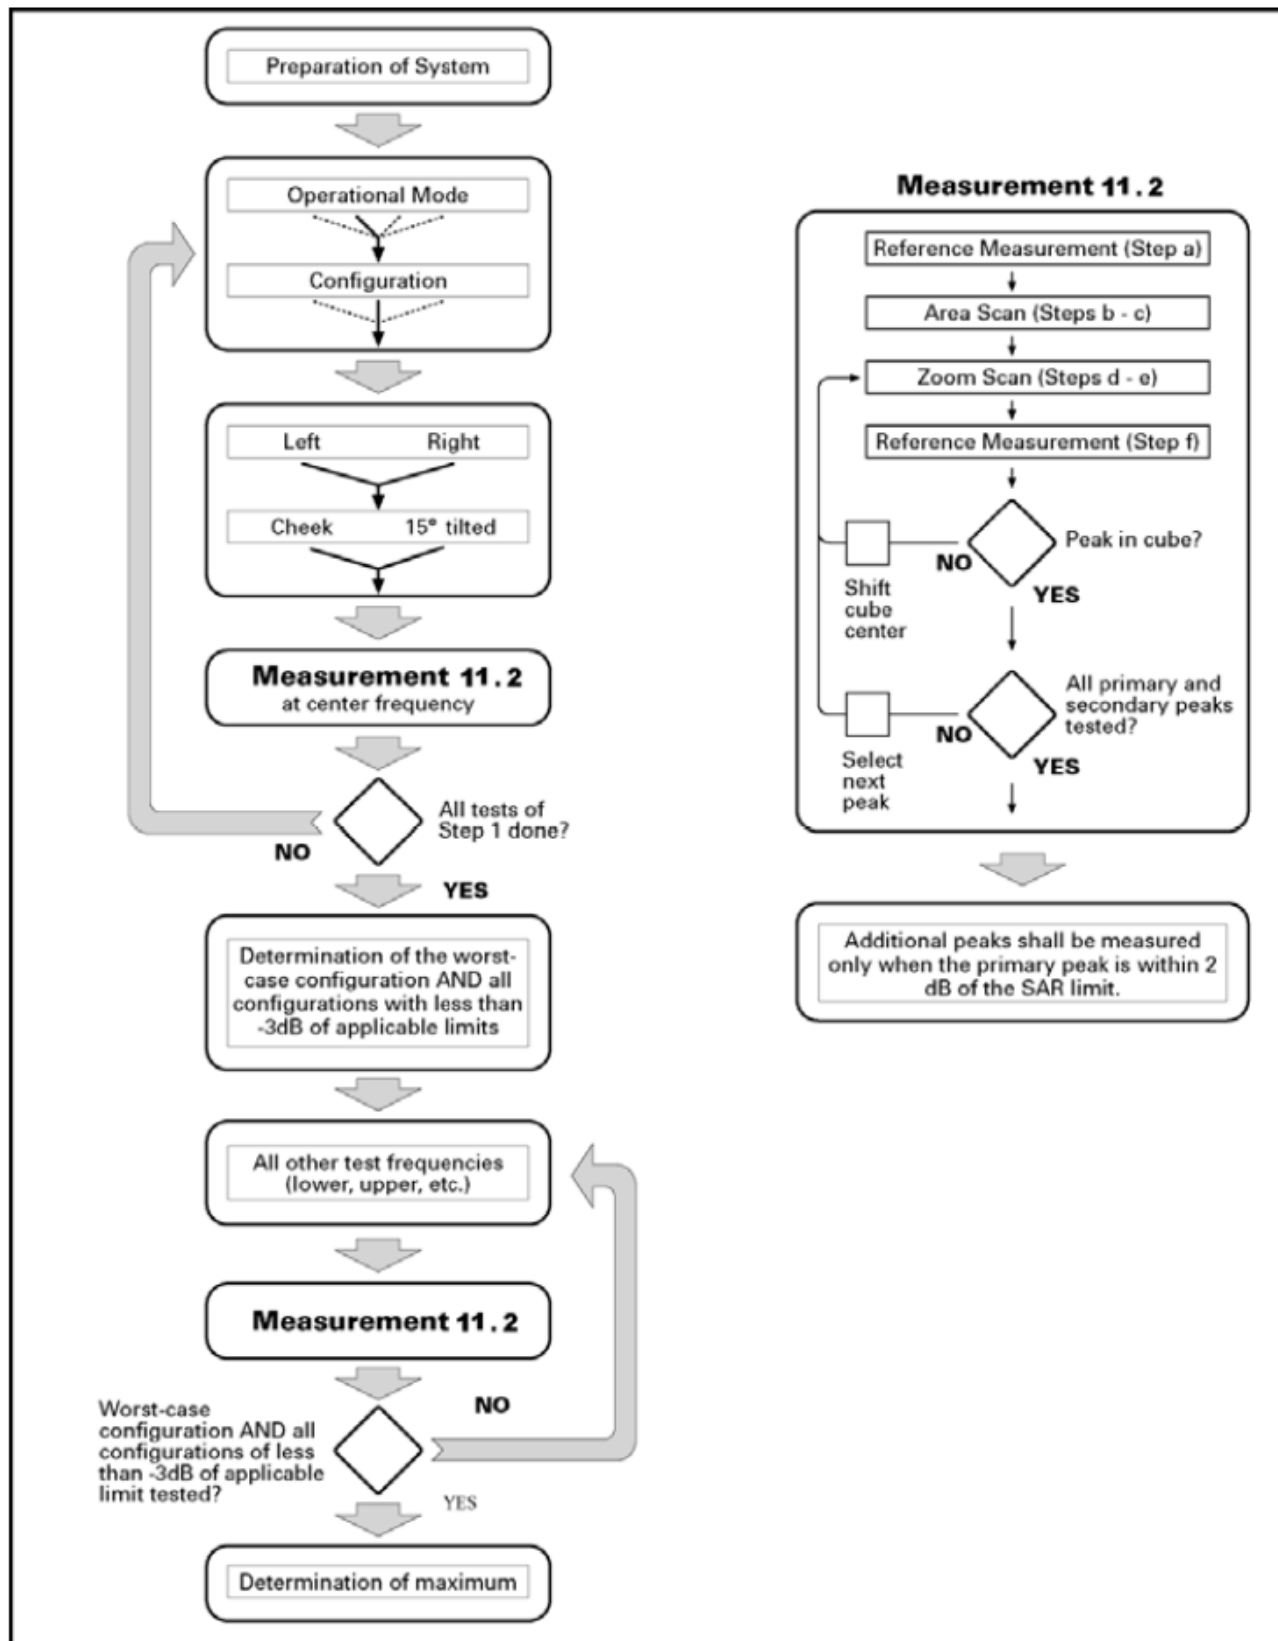 Preparation of System
Operational Mode
Configuration
Left Right
Cheek 15° tilted
Measurement 11.2
at center frequency
All tests of
Step 1 done?
NO
YES
Determination of the worst-
case configuration AND all
configurations with less than
-3dB of applicable limits
All other test frequencies
(lower, upper, etc.)
Measurement 11.2
NO
Worst-case
configuration AND all
configurations of less
than -3dB of applicable
limit tested?
YES
Determination of maximum
Measurement 11.2
Reference Measurement (Step a)
Area Scan (Steps b - c)
Zoom Scan (Steps d - e)
Reference Measurement (Step f)
Peak in cube?
NO
YES
Shift
cube
center
All primary and
secondary peaks
tested?
NO
YES
Select
next
peak
Additional peaks shall be measured
only when the primary peak is within 2
dB of the SAR limit.